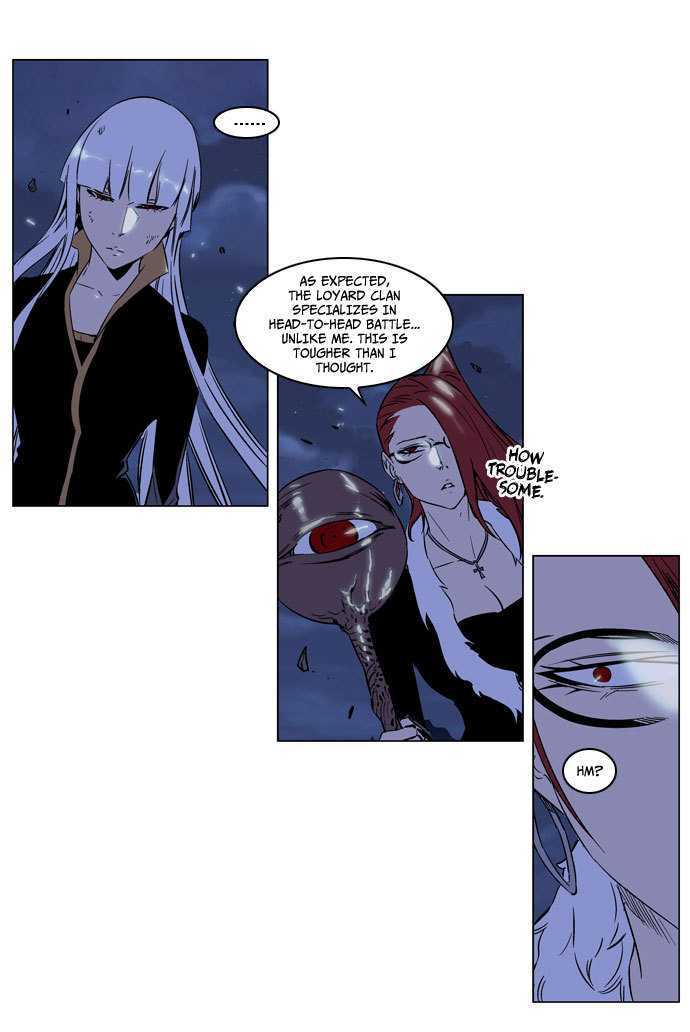 ......
AS EXPECTED,
THE LOYARD CLAN
SPECIALIZES IN
HEAD-TO-HEAD BATTLE...
UNLIKE ME. THIS IS
TOUGHER THAN I
THOUGHT.
HOW
TROUBLE-
SOME.
HM?